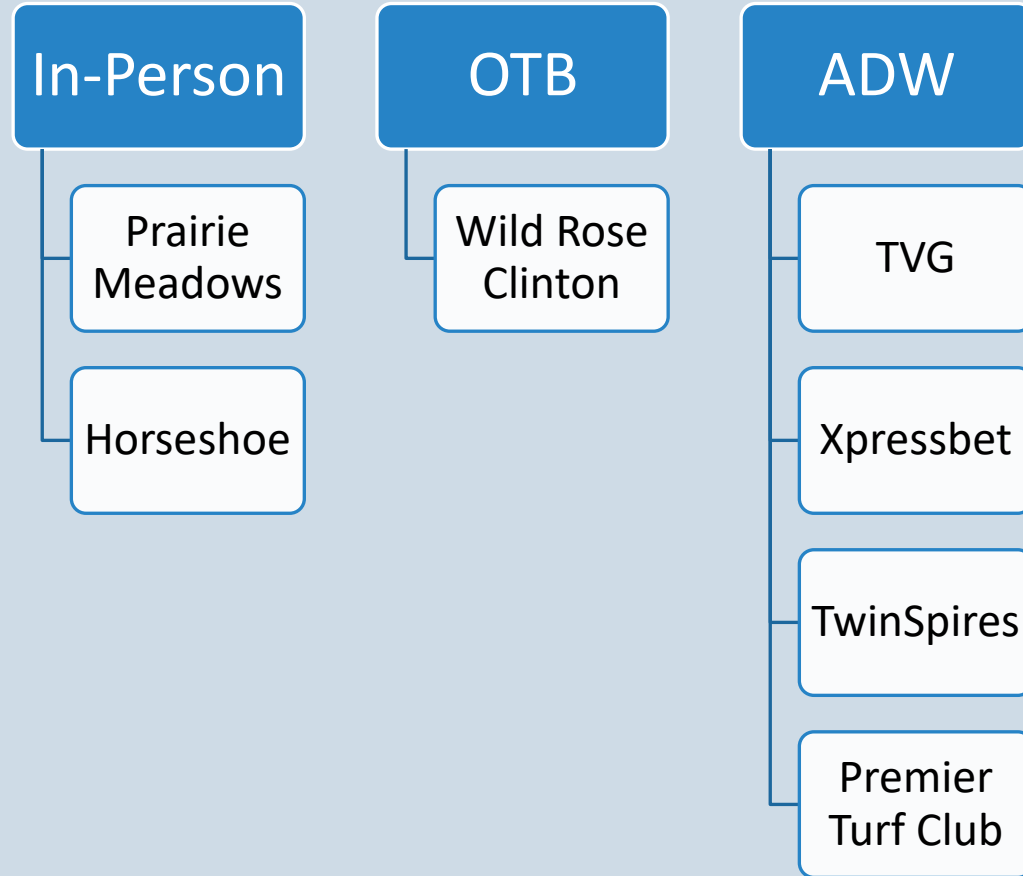 In-Person
Prairie
Meadows
Horseshoe
OTB
Wild Rose
Clinton
ADW
TVG
Xpressbet
TwinSpires
Premier
Turf Club